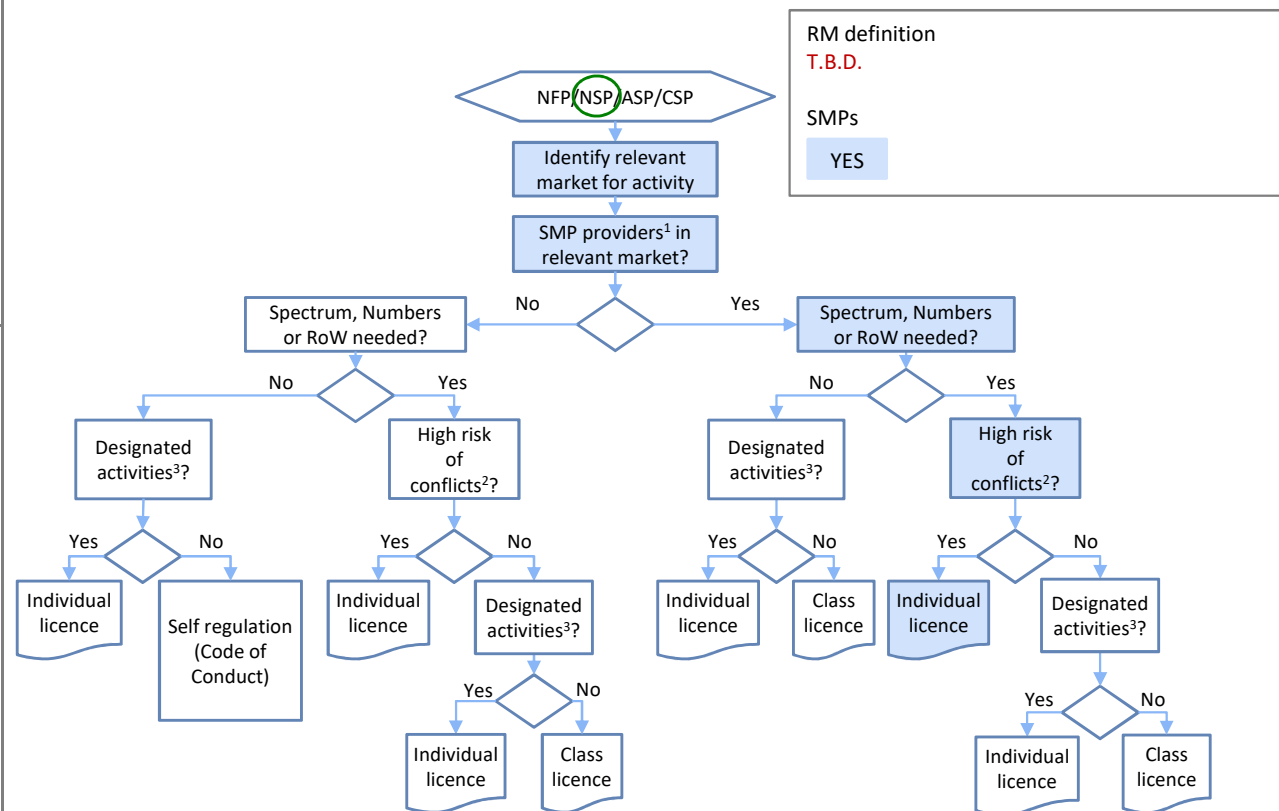 RM definition
T.B.D.
SMPs
YES
NFP/NSP/ASP/CSP
Identify relevant
market for activity
SMP providers¹ in
relevant market?
No
Yes
Spectrum, Numbers
or RoW needed?
Spectrum, Numbers
or RoW needed?
No
Yes
No
Yes
Designated
activities³?
High risk
of
conflicts²?
Designated
activities³?
High risk
of
conflicts²?
Yes
No
Yes
No
Yes
No
Yes
No
Individual
licence
Self regulation
(Code of
Conduct)
Individual
licence
Designated
activities³?
Individual
licence
Class
licence
Individual
licence
Designated
activities³?
Yes
No
Yes
No
Individual
licence
Class
licence
Individual
licence
Class
licence